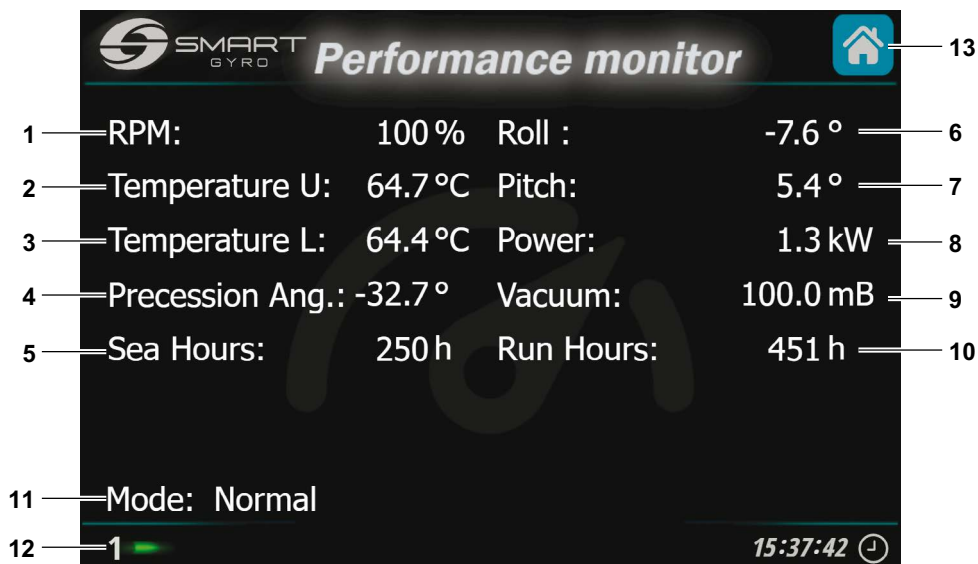 SMART
GYRO
Performance monitor
13
1 RPM: 100 % Roll : -7.6 ° 6
2 Temperature U: 64.7 °C Pitch: 5.4 ° 7
3 Temperature L: 64.4 °C Power: 1.3 kW 8
4 Precession Ang.: -32.7 ° Vacuum: 100.0 mB 9
5 Sea Hours: 250 h Run Hours: 451 h 10
11 Mode: Normal
12 1 15:37:42